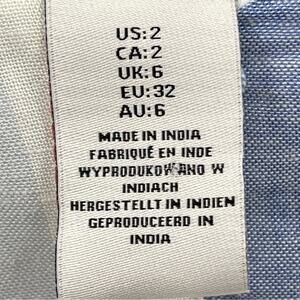 US:2
CA:2
UK:6
EU:32
AU:6
MADE IN INDIA
FABRIQUÉ EN INDE
WYPRODUKOWANO W
INDIACH
HERGESTELLT IN INDIEN
GEPRODUCEERD IN
INDIA